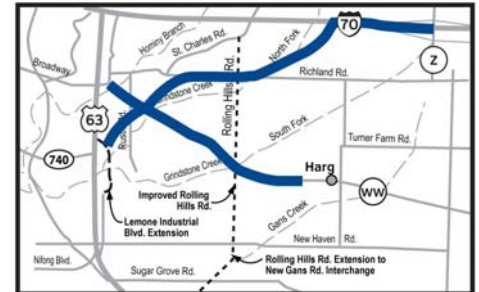 70
Hominy Branch
St. Charles Rd.
North Fork
Z
Broadway
Richland Rd.
Grindstone Creek
Rolling Hills Rd.
63
South Fork
Turner Farm Rd.
740
Grindstone Creek
Harg
WW
Improved Rolling
Hills Rd.
Gans Creek
Lemone Industrial
Blvd. Extension
New Haven Rd.
Nifong Blvd.
Sugar Grove Rd.
Rolling Hills Rd. Extension to
New Gans Rd. Interchange